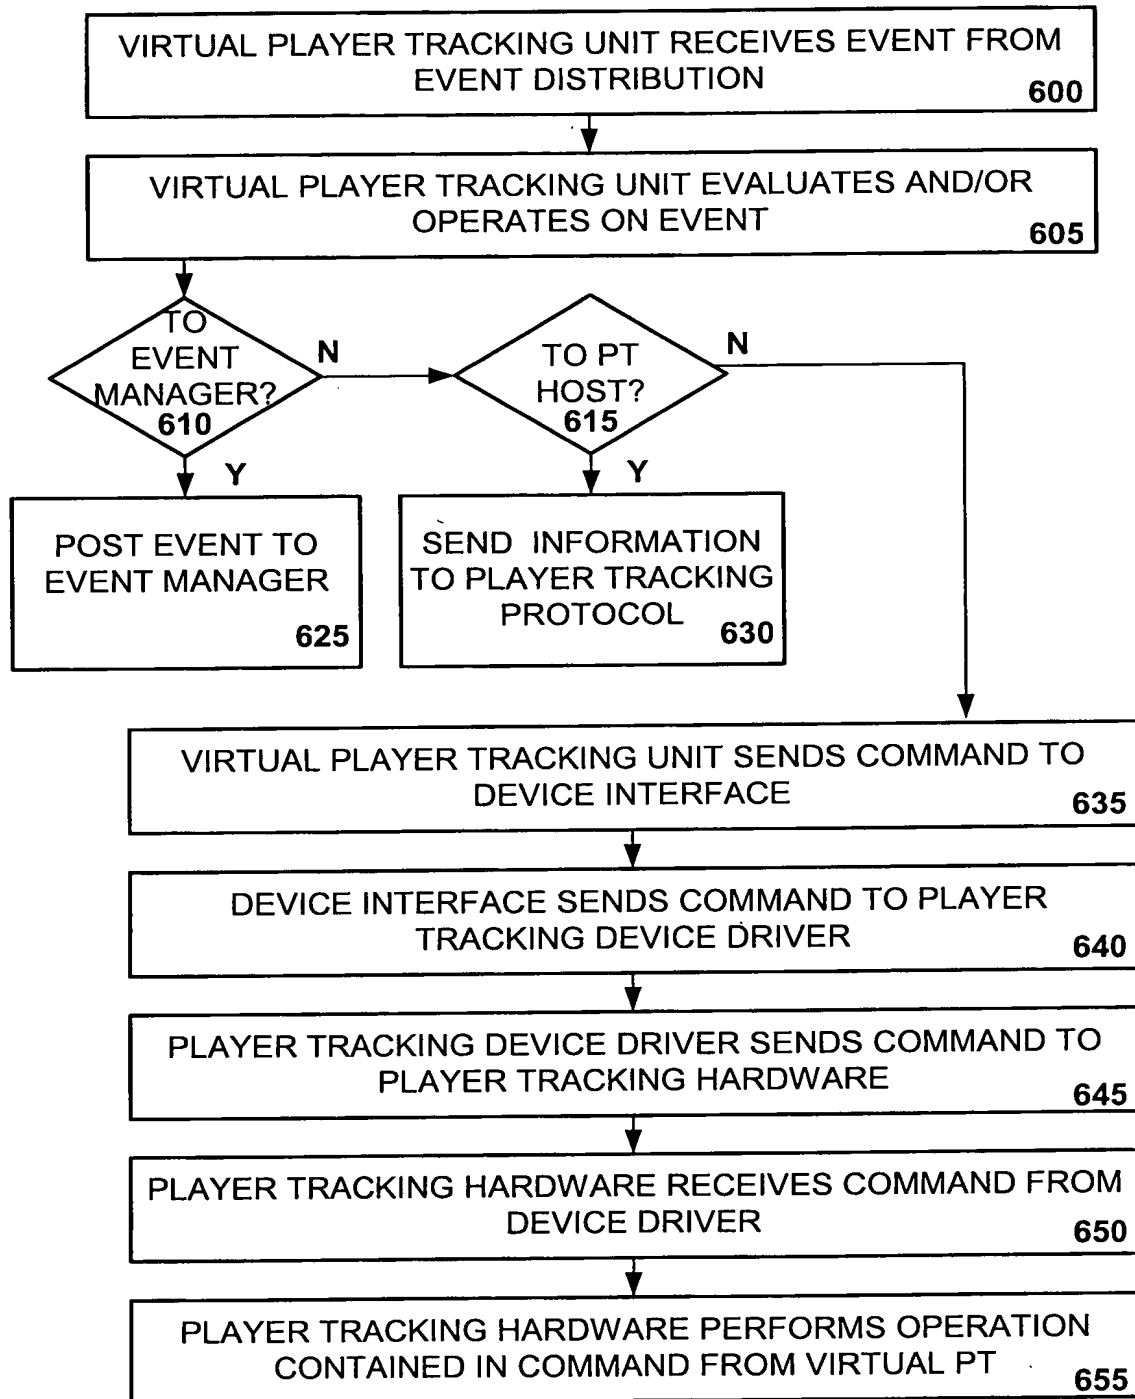 VIRTUAL PLAYER TRACKING UNIT RECEIVES EVENT FROM
EVENT DISTRIBUTION
600
VIRTUAL PLAYER TRACKING UNIT EVALUATES AND/OR
OPERATES ON EVENT
605
TO
EVENT
MANAGER?
610
N
TO PT
HOST?
615
N
Y
Y
POST EVENT TO
EVENT MANAGER
625
SEND INFORMATION
TO PLAYER TRACKING
PROTOCOL
630
VIRTUAL PLAYER TRACKING UNIT SENDS COMMAND TO
DEVICE INTERFACE
635
DEVICE INTERFACE SENDS COMMAND TO PLAYER
TRACKING DEVICE DRIVER
640
PLAYER TRACKING DEVICE DRIVER SENDS COMMAND TO
PLAYER TRACKING HARDWARE
645
PLAYER TRACKING HARDWARE RECEIVES COMMAND FROM
DEVICE DRIVER
650
PLAYER TRACKING HARDWARE PERFORMS OPERATION
CONTAINED IN COMMAND FROM VIRTUAL PT
655